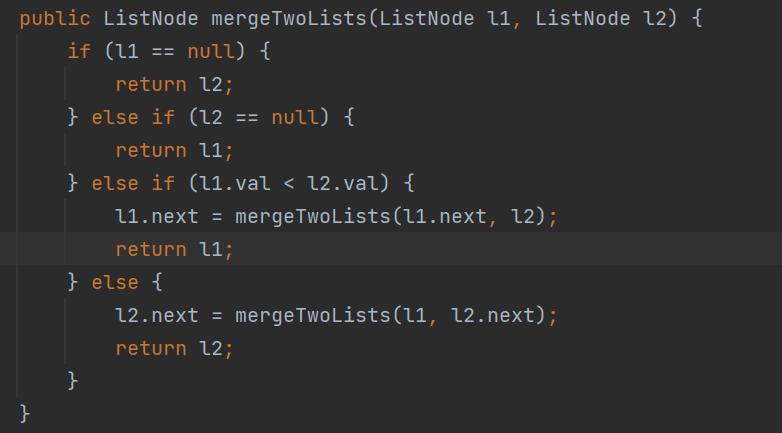 public ListNode mergeTwoLists(ListNode l1, ListNode l2) {
    if (l1 == null) {
        return l2;
    } else if (l2 == null) {
        return l1;
    } else if (l1.val < l2.val) {
        l1.next = mergeTwoLists(l1.next, l2);
        return l1;
    } else {
        l2.next = mergeTwoLists(l1, l2.next);
        return l2;
    }
}